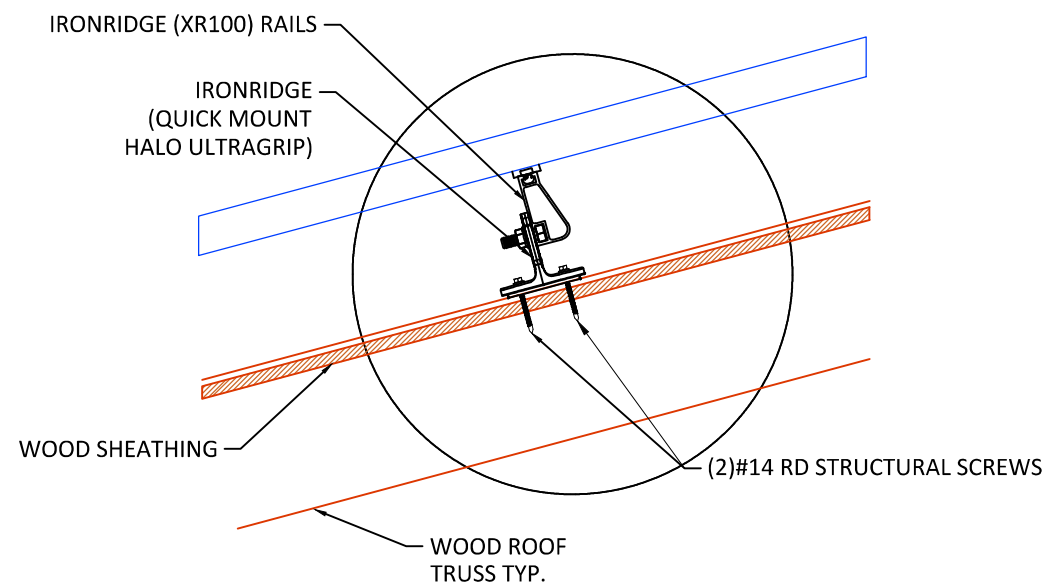 IRONRIDGE (XR100) RAILS
IRONRIDGE
(QUICK MOUNT
HALO ULTRAGRIP)
WOOD SHEATHING
(2)#14 RD STRUCTURAL SCREWS
WOOD ROOF
TRUSS TYP.